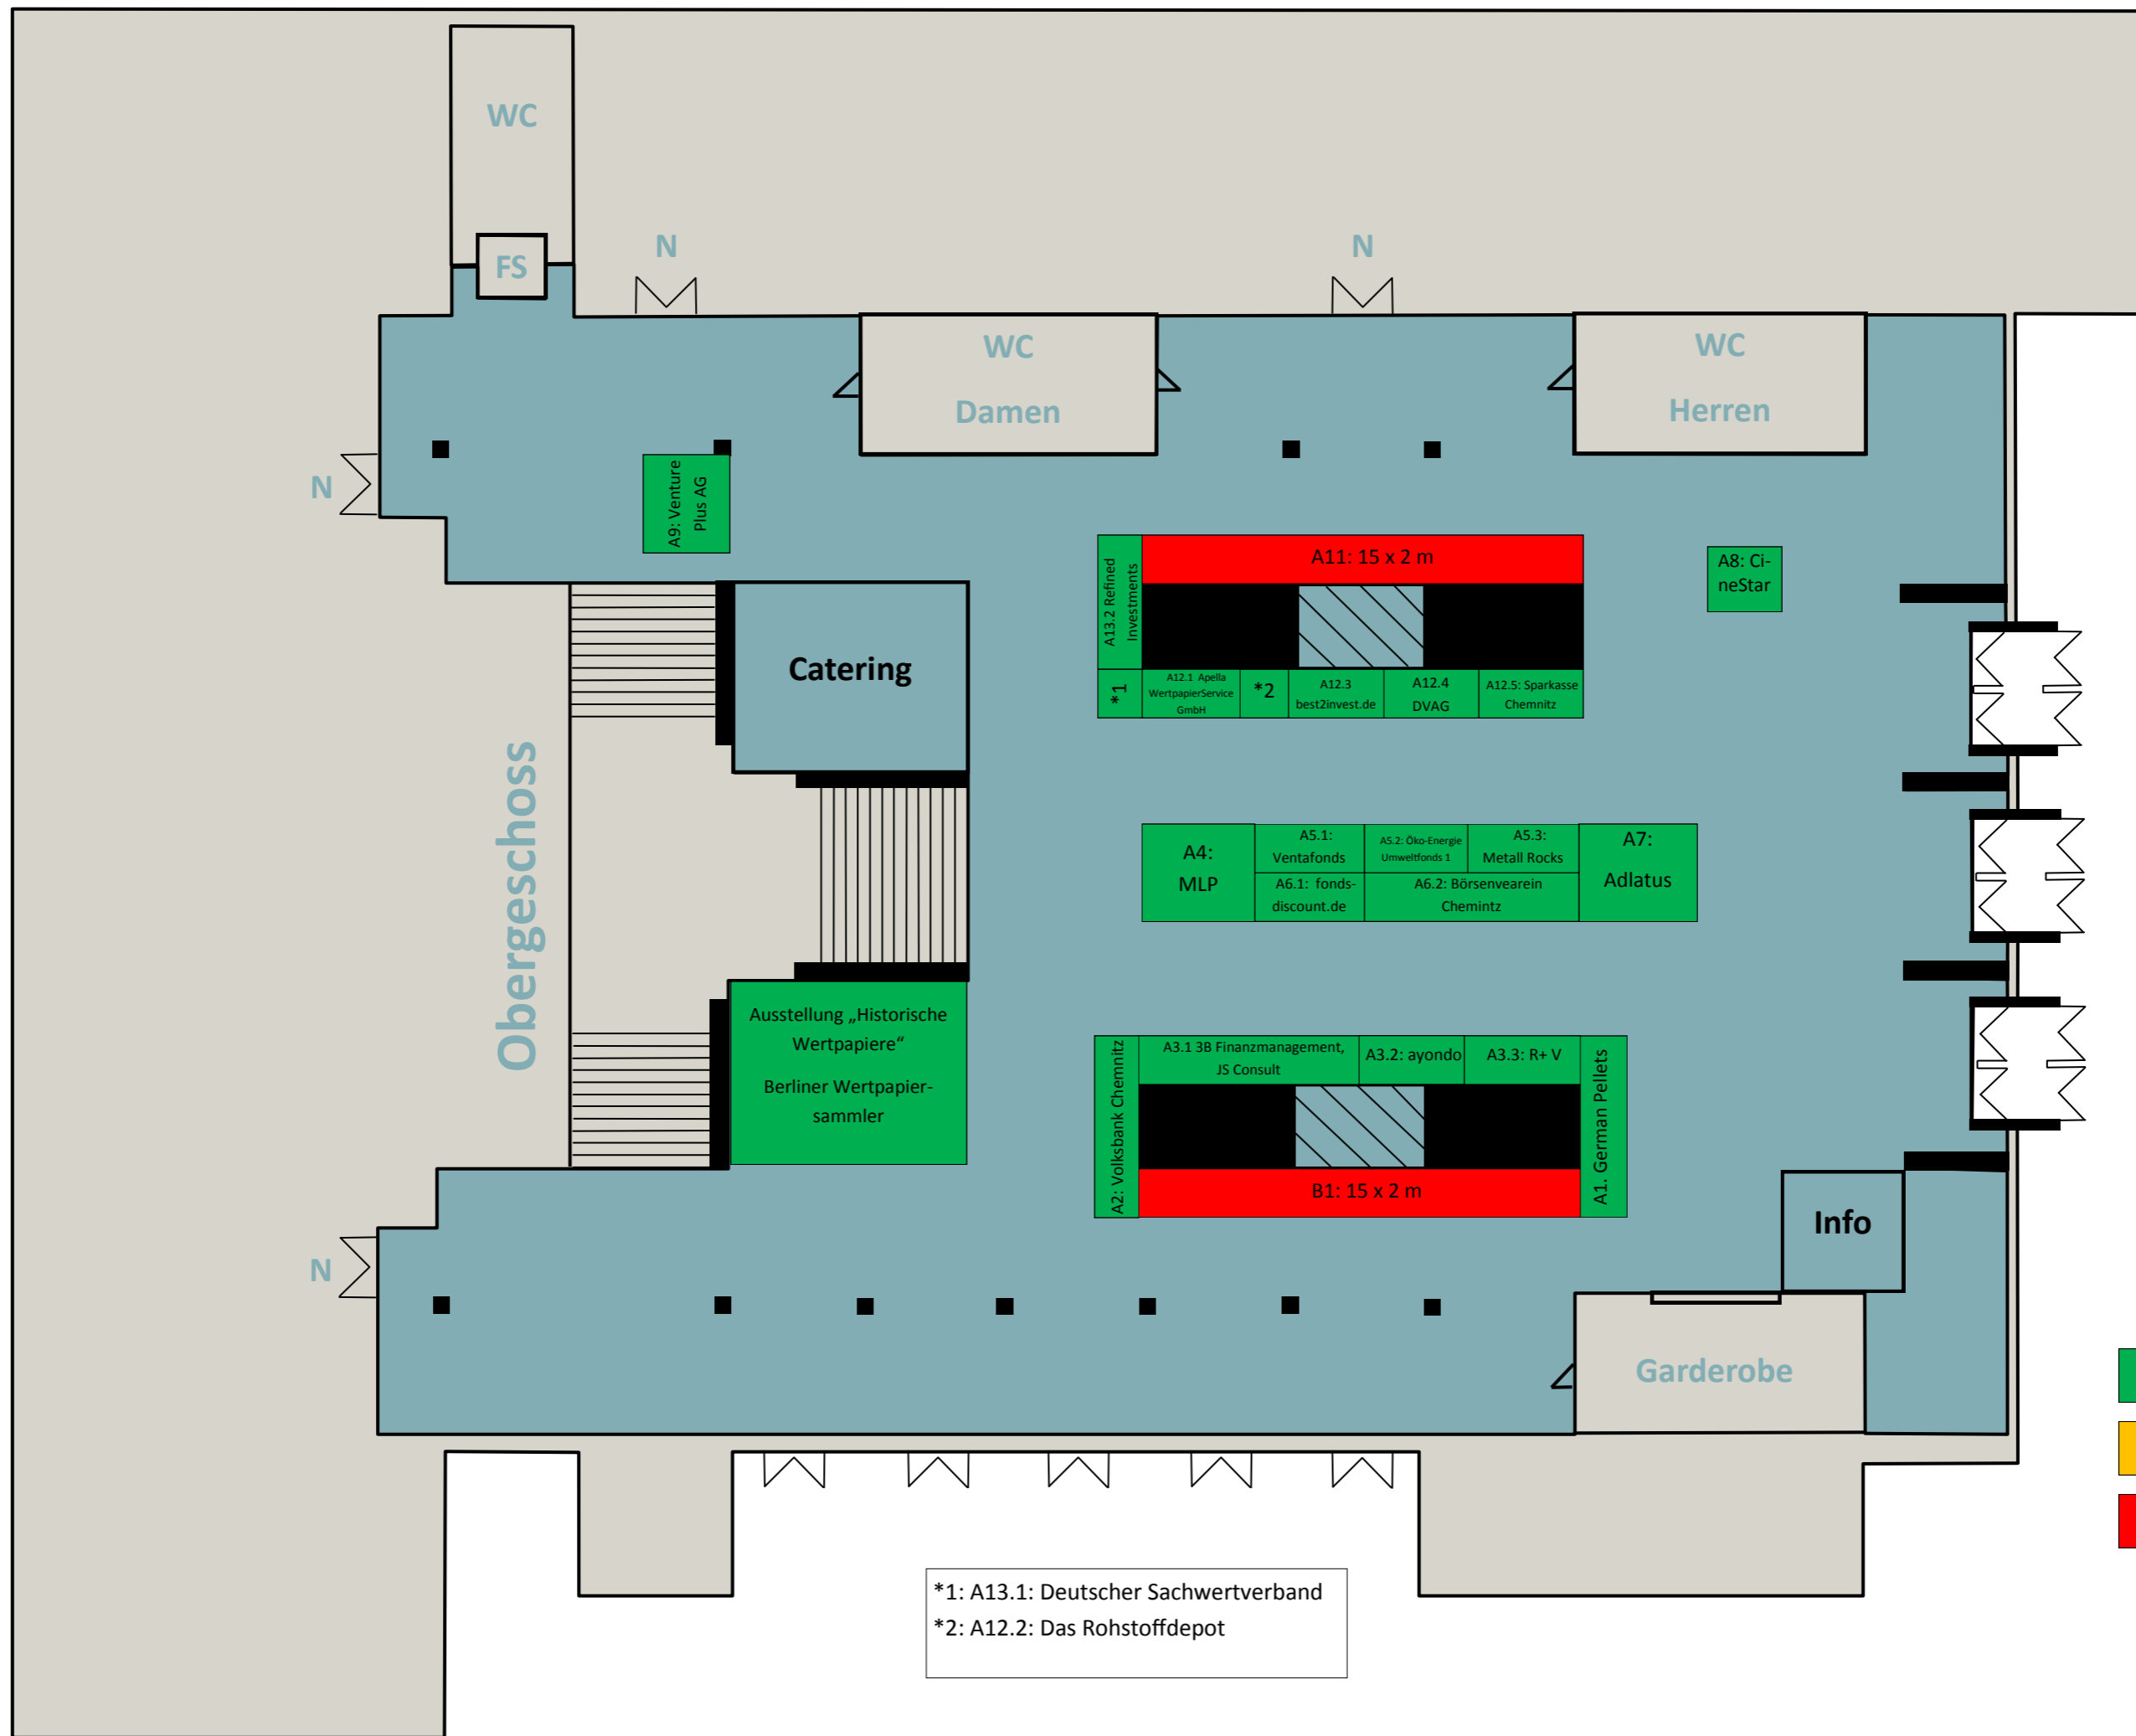 WC
FS
N
N
WC
Damen
WC
Herren
N
A9: Venture
Plus AG
A13.2 Refined
Investments
A11: 15 x 2 m
A8: Ci-
neStar
Catering
*1
A12.1 Apella
WertpapierService
GmbH
*2
A12.3
best2invest.de
A12.4
DVAG
A12.5: Sparkasse
Chemnitz
Obergeschoss
A4:
MLP
A5.1:
Ventafonds
A5.2: Öko-Energie
Umweltfonds 1
A5.3:
Metall Rocks
A7:
Adlatus
A6.1: fonds-
discount.de
A6.2: Börsenvearein
Chemintz
Ausstellung „Historische
Wertpapiere“
Berliner Wertpapier-
sammler
A2: Volksbank Chemnitz
A3.1 3B Finanzmanagement,
JS Consult
A3.2: ayondo
A3.3: R+ V
A1. German Pellets
B1: 15 x 2 m
Info
N
Garderobe
*1: A13.1: Deutscher Sachwertverband
*2: A12.2: Das Rohstoffdepot